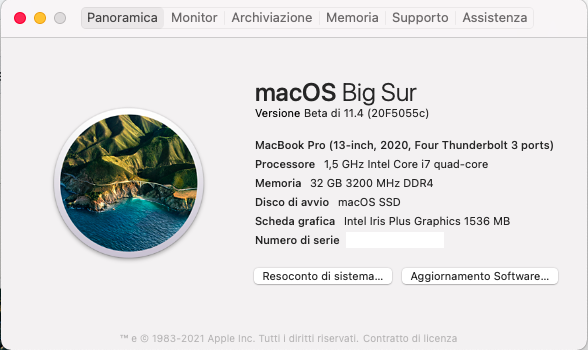 Panoramica Monitor Archiviazione Memoria Supporto Assistenza
macOS Big Sur
Versione Beta di 11.4 (20F5055c)
MacBook Pro (13-inch, 2020, Four Thunderbolt 3 ports)
Processore 1,5 GHz Intel Core i7 quad-core
Memoria 32 GB 3200 MHz DDR4
Disco di avvio macOS SSD
Scheda grafica Intel Iris Plus Graphics 1536 MB
Numero di serie
Resoconto di sistema... Aggiornamento Software...
™ e © 1983-2021 Apple Inc. Tutti i diritti riservati. Contratto di licenza